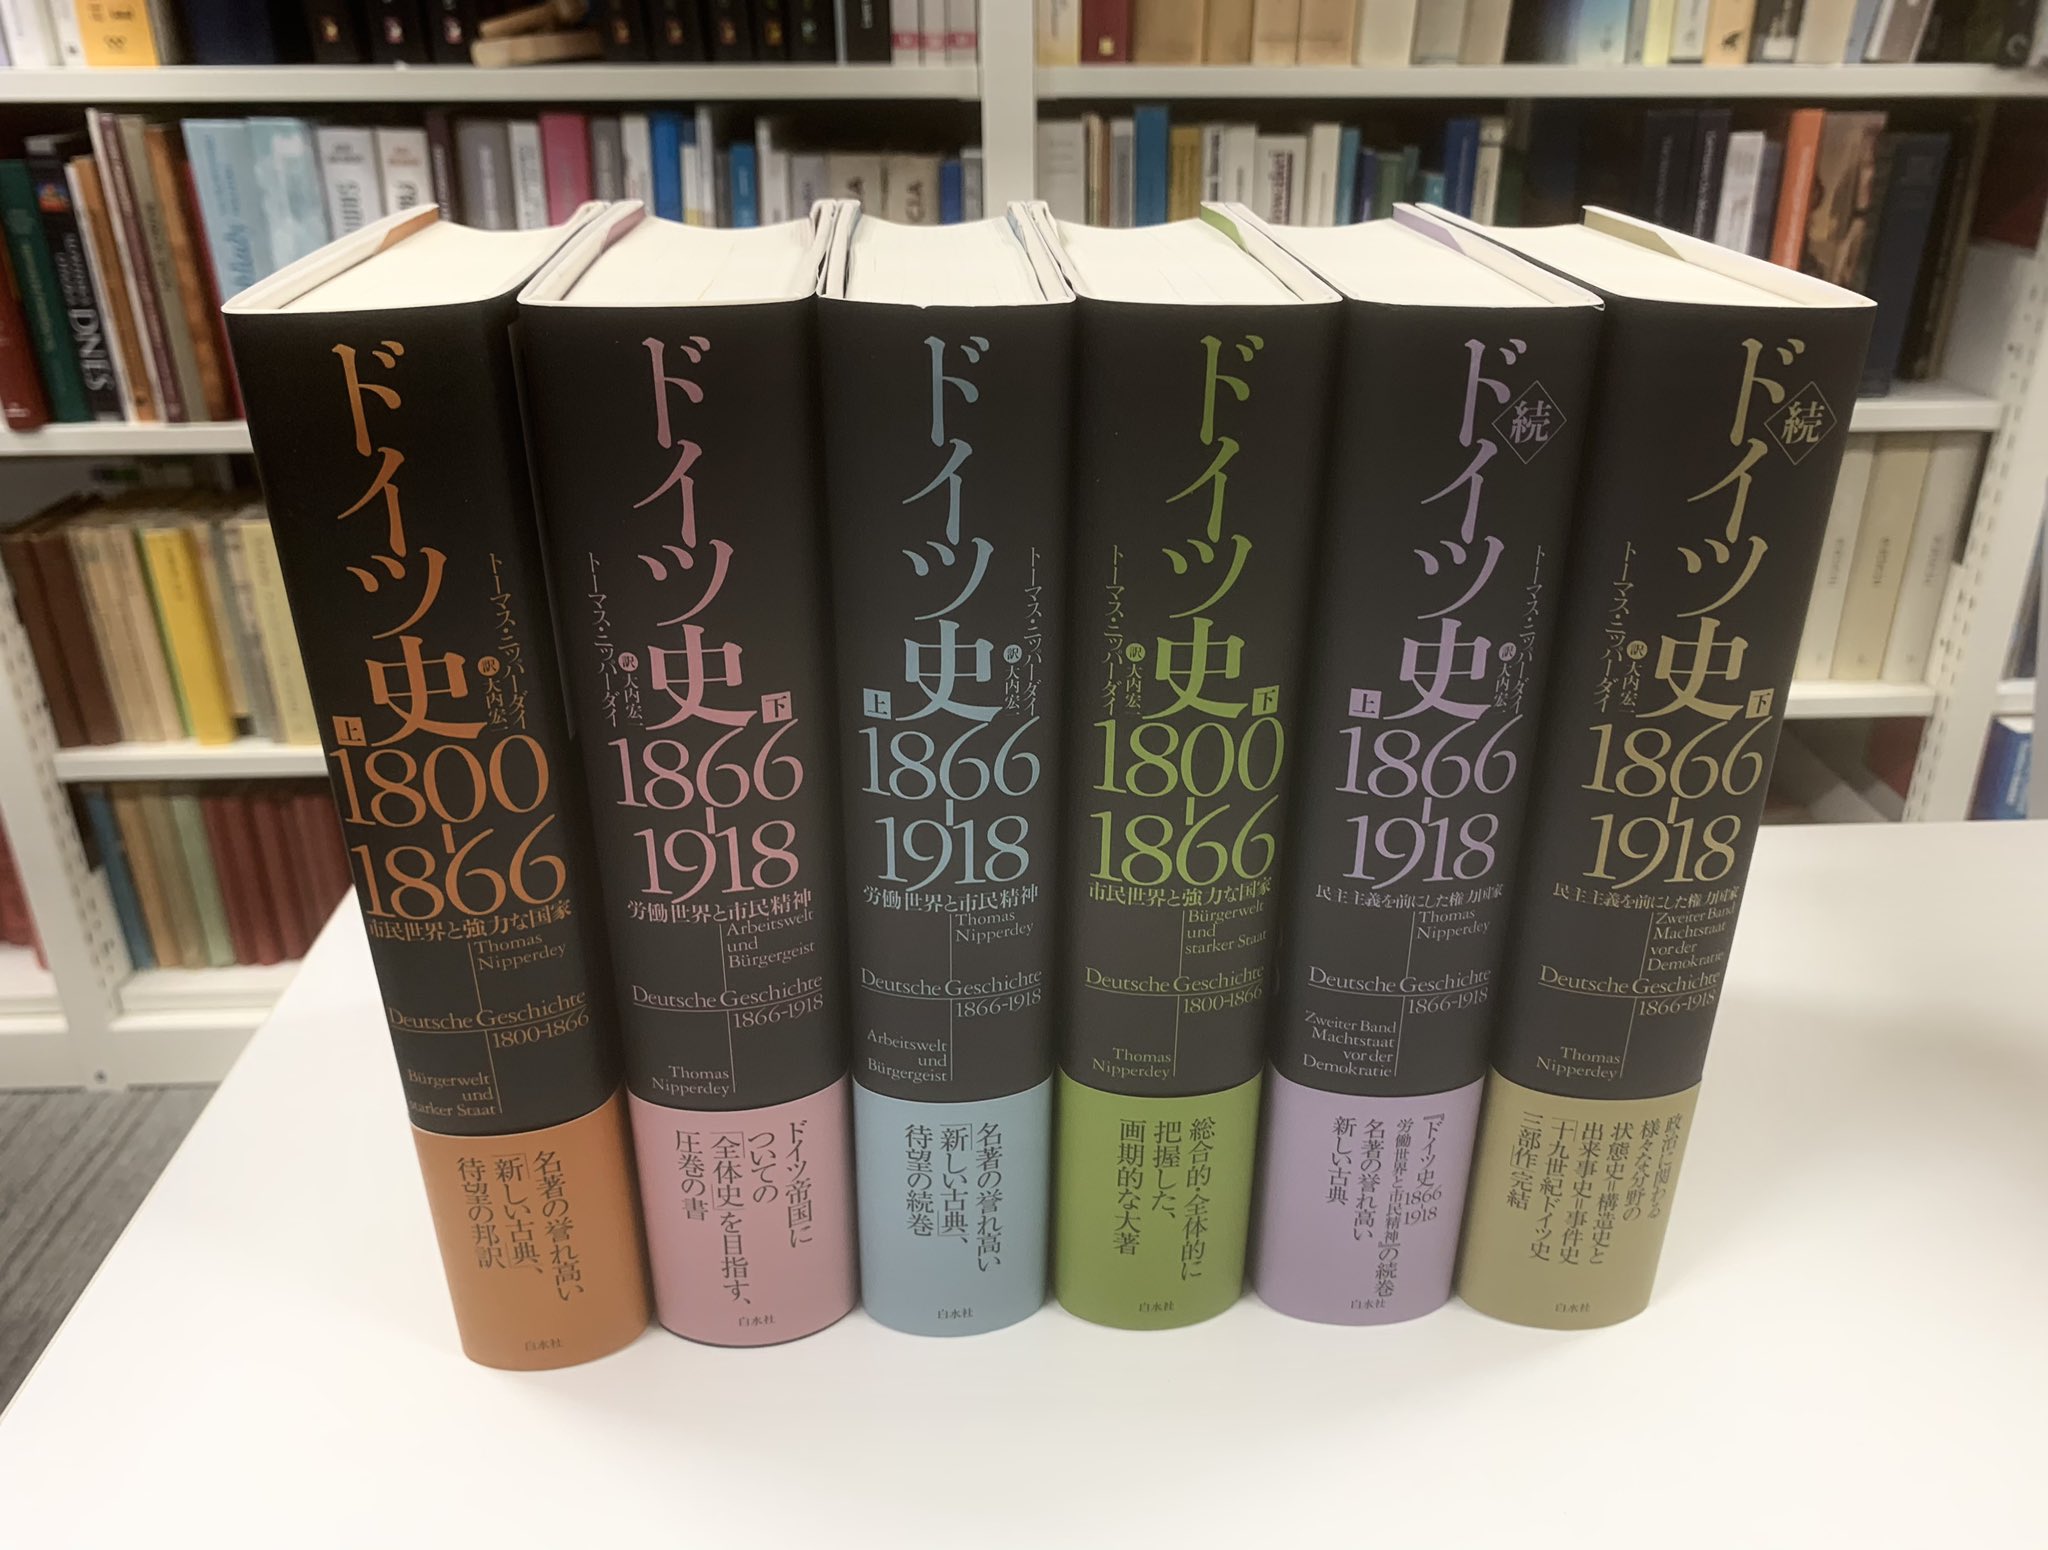 ドイツ史
上
1800
-
1866
市民世界と強力な国家
トーマス・ニッパーダイ
訳 大内宏一
Thomas
Nipperdey
Deutsche Geschichte
1800-1866
Bürgerwelt
und
starker Staat
名著の誉れ高い
「新しい古典」、
待望の邦訳
白水社
ドイツ史
下
1866
-
1918
労働世界と市民精神
トーマス・ニッパーダイ
訳 大内宏一
Arbeitswelt
und
Bürgergeist
Deutsche Geschichte
1866-1918
Thomas
Nipperdey
ドイツ帝国に
ついての
「全体史」を目指す、
圧巻の書
白水社
ドイツ史
上
1866
-
1918
労働世界と市民精神
トーマス・ニッパーダイ
訳 大内宏一
Thomas
Nipperdey
Deutsche Geschichte
1866-1918
Arbeitswelt
und
Bürgergeist
名著の誉れ高い
「新しい古典」、
待望の続巻
白水社
ドイツ史
下
1800
-
1866
市民世界と強力な国家
トーマス・ニッパーダイ
訳 大内宏一
Bürgerwelt
und
starker Staat
Deutsche Geschichte
1800-1866
Thomas
Nipperdey
総合的・全体的に
把握した、
画期的な大著
白水社
ドイツ史
続
上
1866
-
1918
民主主義を前にした権力国家
トーマス・ニッパーダイ
訳 大内宏一
Thomas
Nipperdey
Deutsche Geschichte
1866-1918
Zweiter Band
Machtstaat
vor der
Demokratie
『ドイツ史1866-1918
労働世界と市民精神』の続巻
名著の誉れ高い
新しい古典
白水社
ドイツ史
続
下
1866
-
1918
民主主義を前にした権力国家
トーマス・ニッパーダイ
訳 大内宏一
Zweiter Band
Machtstaat
vor der
Demokratie
Deutsche Geschichte
1866-1918
Thomas
Nipperdey
政治に関わる
様々な分野の
状態史=構造史と
出来事史=事件史
「十九世紀ドイツ史
三部作」完結
白水社
DNES